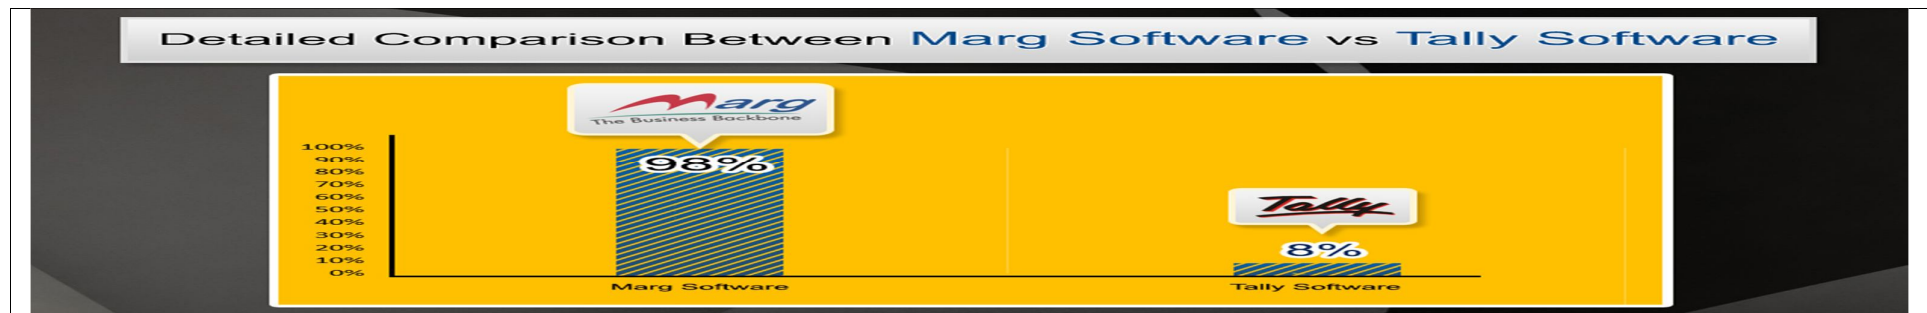 Detailed Comparison Between Marg Software vs Tally Software
Marg
The Business Backbone
100%
90%
80%
70%
60%
50%
40%
30%
20%
10%
0%
98%
Marg Software
Tally
8%
Tally Software